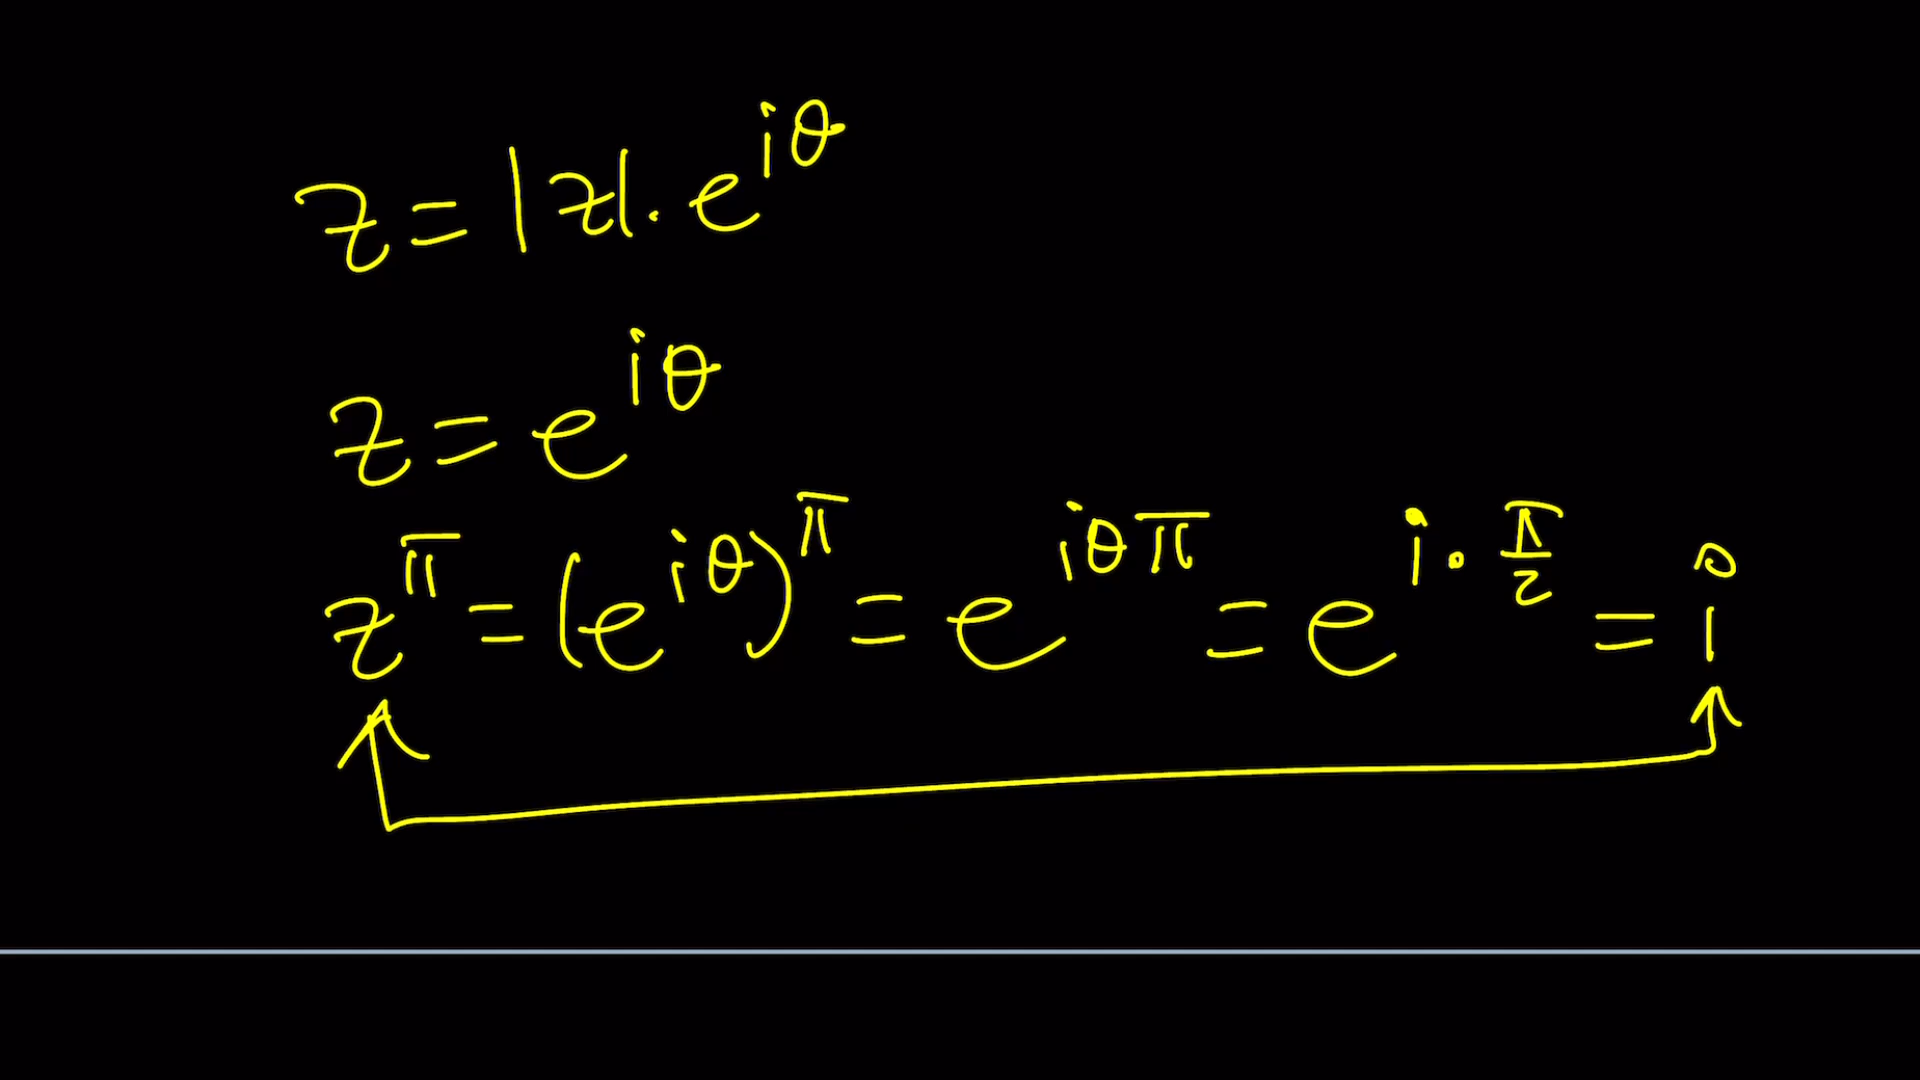 z = |z|. e^{iθ}
z = e^{iθ}
z^π = (e^{iθ})^π = e^{iθπ} = e^{i·π/2} = i